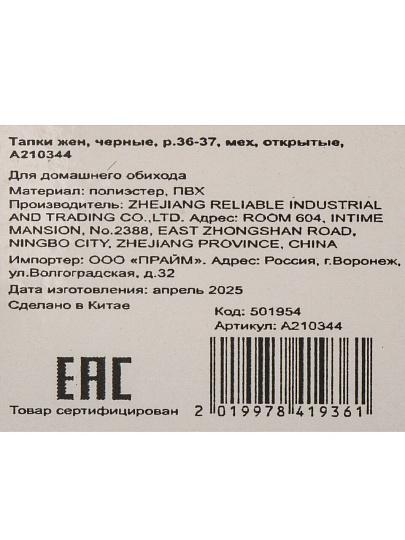 Тапки жен, черные, р.36-37, мех, открытые,
А210344
Для домашнего обихода
Материал: полиэстер, ПВХ
Производитель: ZHEJIANG RELIABLE INDUSTRIAL
AND TRADING CO.,LTD. Адрес: ROOM 604, INTIME
MANSION, No.2388, EAST ZHONGSHAN ROAD,
NINGBO CITY, ZHEJIANG PROVINCE, CHINA
Импортер: ООО «ПРАЙМ». Адрес: Россия, г.Воронеж,
ул.Волгоградская, д.32
Дата изготовления: апрель 2025
Сделано в Китае
Код: 501954
Артикул: А210344
EAC
Товар сертифицирован
2 019978 419361